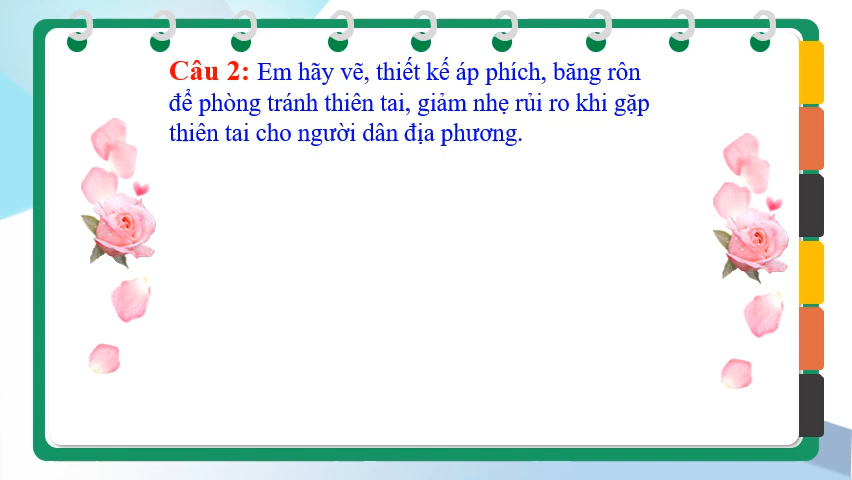 Câu 2: Em hãy vẽ, thiết kế áp phích, băng rôn
để phòng tránh thiên tai, giảm nhẹ rủi ro khi gặp
thiên tai cho người dân địa phương.